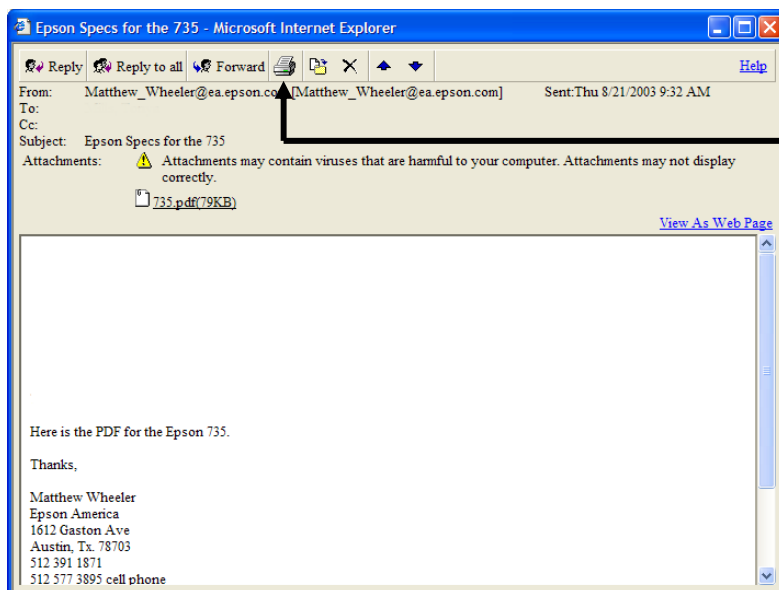 Epson Specs for the 735 - Microsoft Internet Explorer
Reply Reply to all Forward Help
From: Matthew_Wheeler@ea.epson.com [Matthew_Wheeler@ea.epson.com] Sent:Thu 8/21/2003 9:32 AM
To:
Cc:
Subject: Epson Specs for the 735
Attachments: Attachments may contain viruses that are harmful to your computer. Attachments may not display
correctly.
735.pdf(79KB)
View As Web Page
Here is the PDF for the Epson 735.
Thanks,
Matthew Wheeler
Epson America
1612 Gaston Ave
Austin, Tx. 78703
512 391 1871
512 577 3895 cell phone